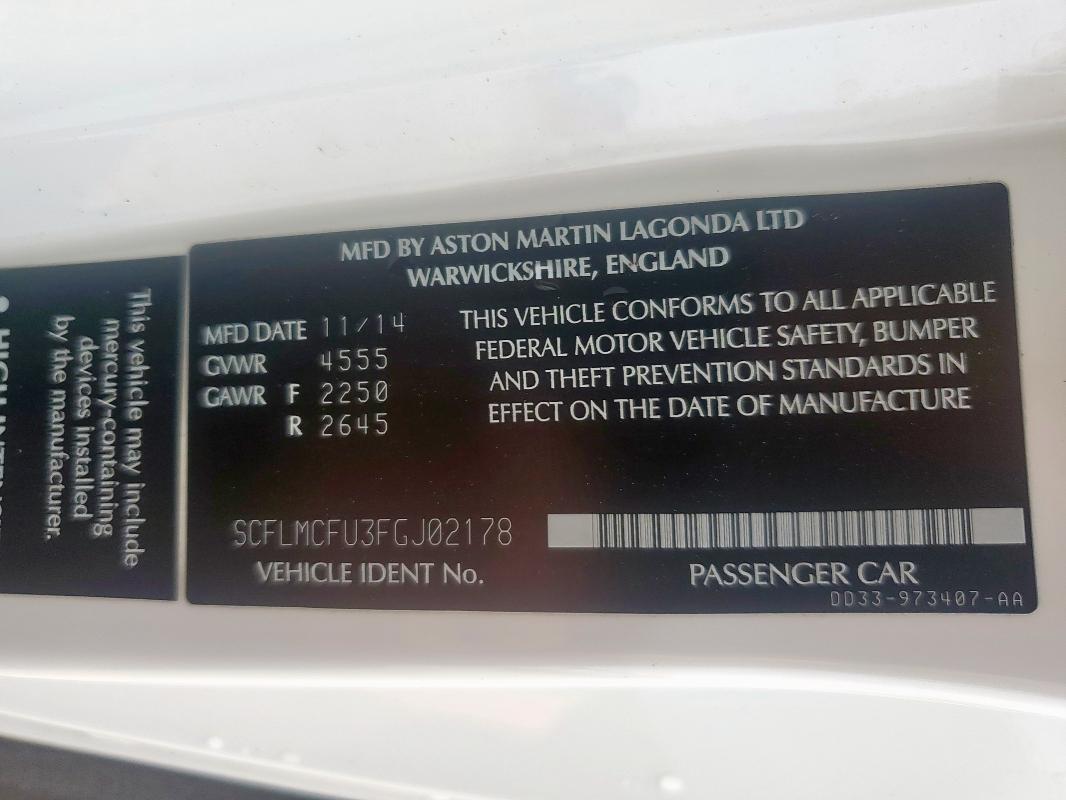 MFD BY ASTON MARTIN LAGONDA LTD
WARWICKSHIRE, ENGLAND
MFD DATE 11/14
GVWR 4555
GAWR F 2250
R 2645
THIS VEHICLE CONFORMS TO ALL APPLICABLE
FEDERAL MOTOR VEHICLE SAFETY, BUMPER
AND THEFT PREVENTION STANDARDS IN
EFFECT ON THE DATE OF MANUFACTURE
SCFLMCFU3FGJ02178
VEHICLE IDENT No.
PASSENGER CAR
DD33-973407-AA
This vehicle may include
mercury-containing
devices installed
by the manufacturer.